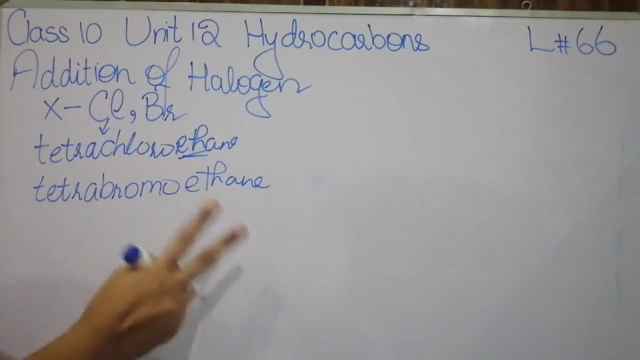 Class 10 Unit 12 Hydrocarbons L#66
Addition of Halogen
X- Cl, Br
tetrachloroethane
tetrabromoethane